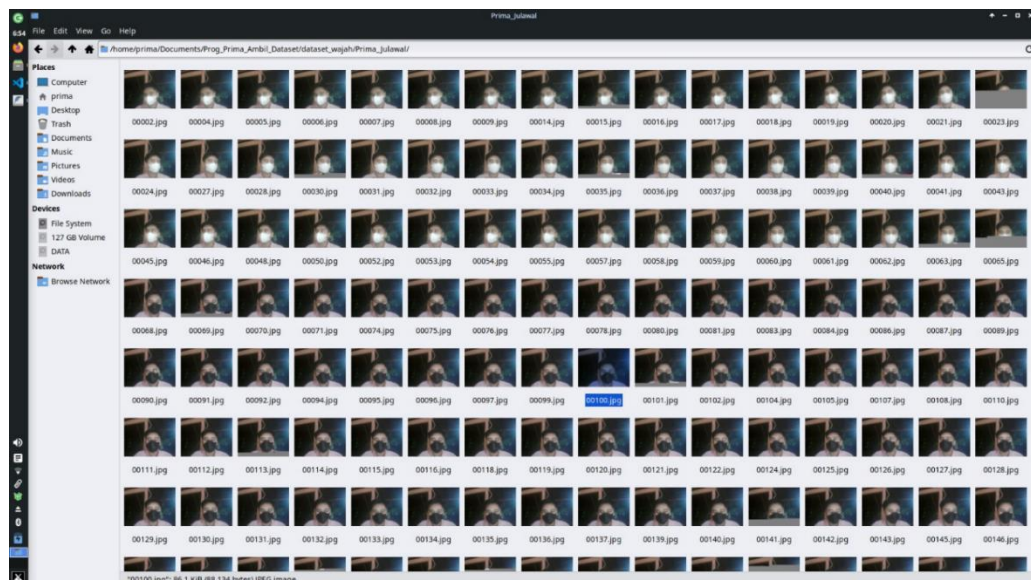 Prima_Julawal
6:54
File Edit View Go Help
/home/prima/Documents/Prog_Prima_Ambil_Dataset/dataset_wajah/Prima_Julawal/
Places
Computer
prima
Desktop
Trash
Documents
Music
Pictures
Videos
Downloads
Devices
File System
127 GB Volume
DATA
Network
Browse Network
00002.jpg 00004.jpg 00005.jpg 00006.jpg 00007.jpg 00008.jpg 00009.jpg 00014.jpg 00015.jpg 00016.jpg 00017.jpg 00018.jpg 00019.jpg 00020.jpg 00021.jpg 00023.jpg
00024.jpg 00027.jpg 00028.jpg 00030.jpg 00031.jpg 00032.jpg 00033.jpg 00034.jpg 00035.jpg 00036.jpg 00037.jpg 00038.jpg 00039.jpg 00040.jpg 00041.jpg 00043.jpg
00045.jpg 00046.jpg 00048.jpg 00050.jpg 00052.jpg 00053.jpg 00054.jpg 00055.jpg 00057.jpg 00058.jpg 00059.jpg 00060.jpg 00061.jpg 00062.jpg 00063.jpg 00065.jpg
00068.jpg 00069.jpg 00070.jpg 00071.jpg 00074.jpg 00075.jpg 00076.jpg 00077.jpg 00078.jpg 00080.jpg 00081.jpg 00083.jpg 00084.jpg 00086.jpg 00087.jpg 00089.jpg
00090.jpg 00091.jpg 00092.jpg 00094.jpg 00095.jpg 00096.jpg 00097.jpg 00099.jpg 00100.jpg 00101.jpg 00102.jpg 00104.jpg 00105.jpg 00107.jpg 00108.jpg 00110.jpg
00111.jpg 00112.jpg 00113.jpg 00114.jpg 00115.jpg 00116.jpg 00118.jpg 00119.jpg 00120.jpg 00121.jpg 00122.jpg 00124.jpg 00125.jpg 00126.jpg 00127.jpg 00128.jpg
00129.jpg 00130.jpg 00131.jpg 00132.jpg 00133.jpg 00134.jpg 00135.jpg 00136.jpg 00137.jpg 00139.jpg 00140.jpg 00141.jpg 00142.jpg 00143.jpg 00145.jpg 00146.jpg
"00100.jpg": 86,1 KiB (88.134 bytes) JPEG image